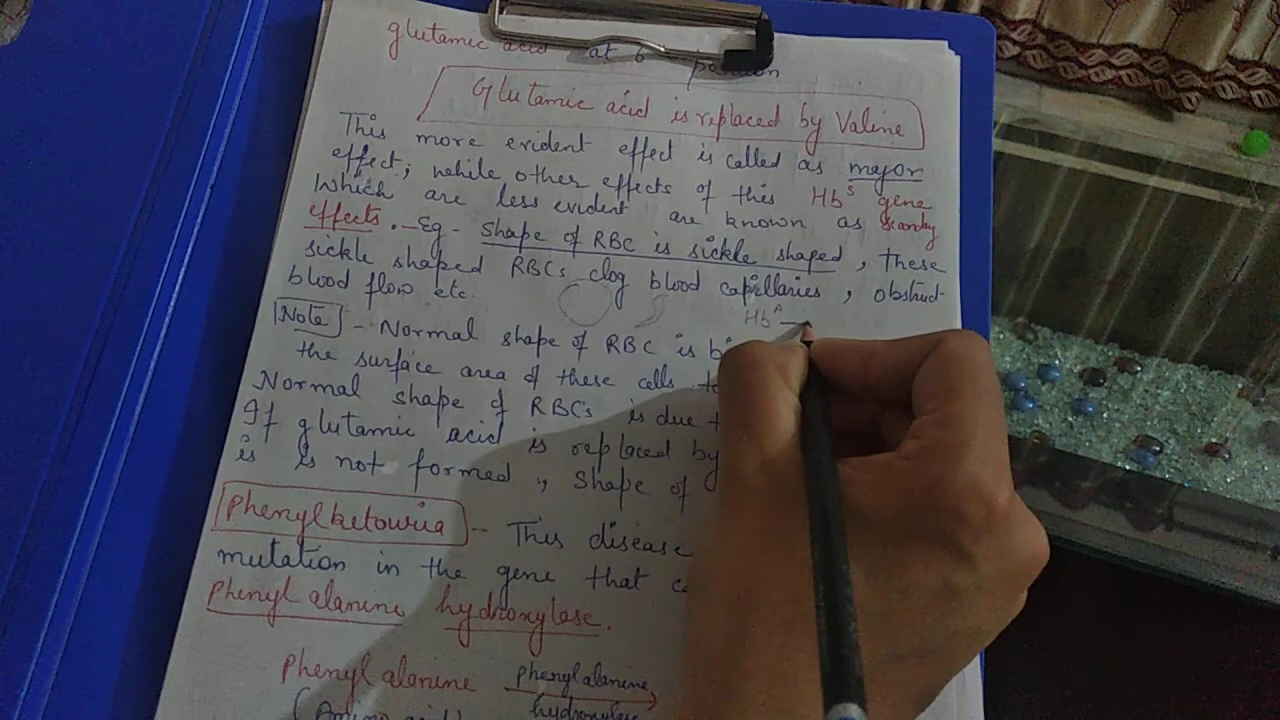 glutamic acid at 6 position
Glutamic acid is replaced by Valine
This more evident effect is called as major
effect; while other effects of this Hbˢ gene
Which are less evident are known as
effects. - Eg - Shape of RBC is sickle shaped, these
sickle shaped RBCs clog blood capillaries, obstruct-
blood flow etc.
Hbᴬ —
Note - Normal shape of RBC is
the surface area of these cells
Normal shape of RBCs is due
If glutamic acid is replaced by
is is not formed, Shape of
Phenylketouria - This disease
mutation in the gene that
phenyl alanine hydroxylase.
Phenyl alanine phenylalanine
(Amino acid) hydroxylase